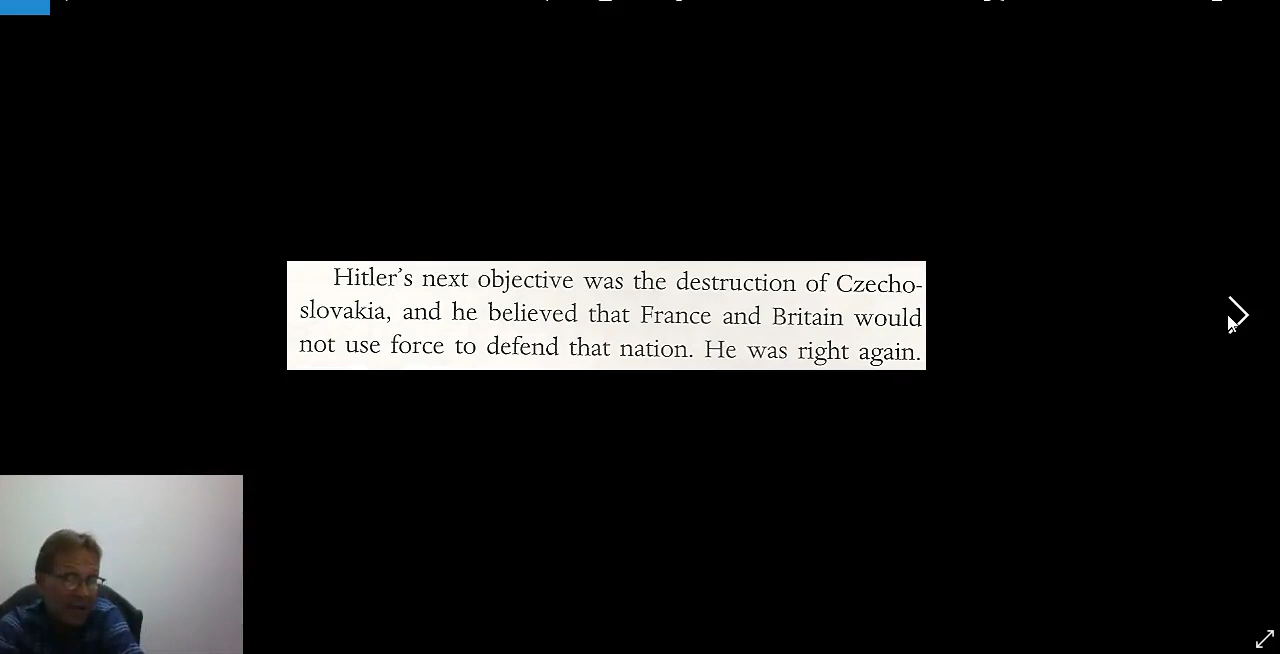 Hitler’s next objective was the destruction of Czecho-
slovakia, and he believed that France and Britain would
not use force to defend that nation. He was right again.